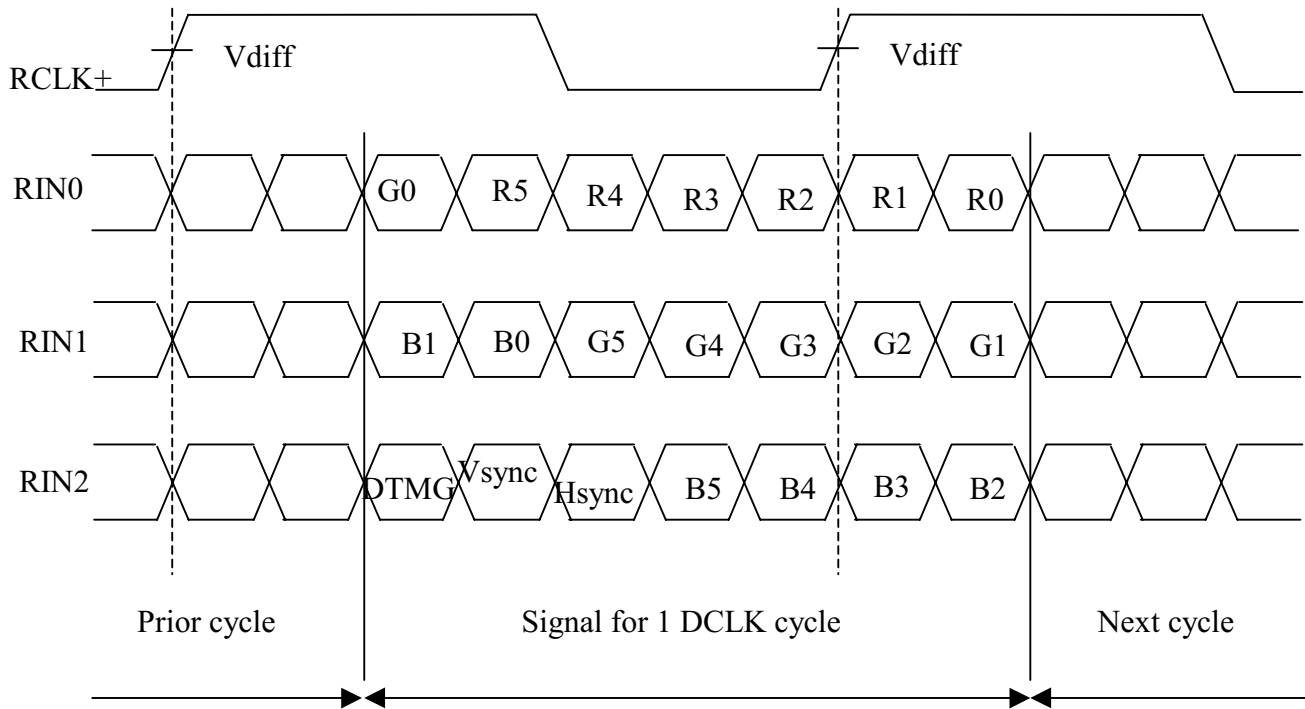 Vdiff Vdiff
RCLK+
RIN0 G0 R5 R4 R3 R2 R1 R0
RIN1 B1 B0 G5 G4 G3 G2 G1
RIN2 DTMG Vsync Hsync B5 B4 B3 B2
Prior cycle Signal for 1 DCLK cycle Next cycle